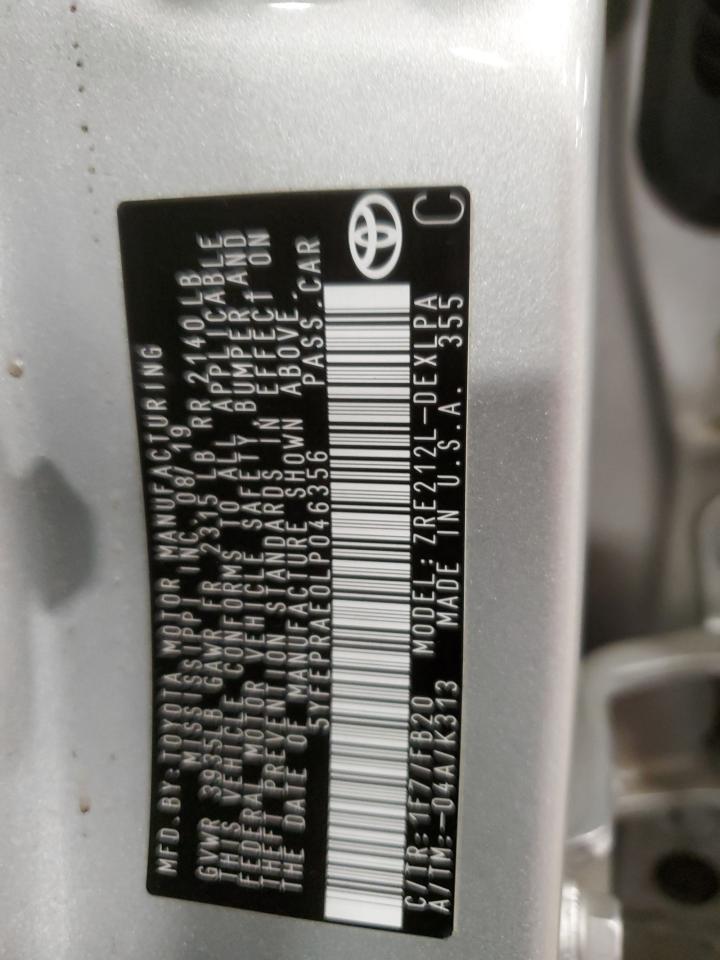 MFD.BY:TOYOTA MOTOR MANUFACTURING
MISSISSIPPI INC. 08/19
GVWR 3935LB GAWR FR 2315 LB RR 2140LB
THIS VEHICLE CONFORMS TO ALL APPLICABLE
FEDERAL MOTOR VEHICLE SAFETY, BUMPER, AND
THEFT PREVENTION STANDARDS IN EFFECT ON
THE DATE OF MANUFACTURE SHOWN ABOVE.
5YFEPRAE0LP046356 PASS.CAR
C/TR: 1F7/FB20 MODEL: ZRE212L-DEXLPA
A/TM:-04A/K313 MADE IN U.S.A. 355
C